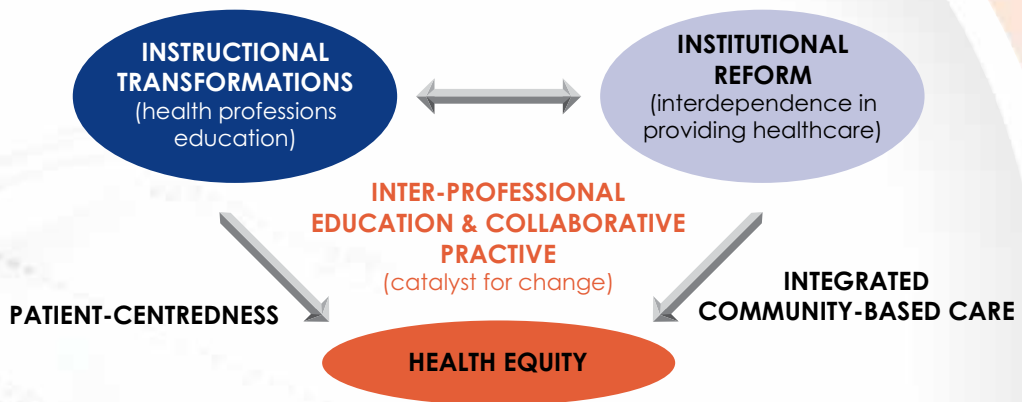 INSTRUCTIONAL
TRANSFORMATIONS
(health professions
education)
INSTITUTIONAL
REFORM
(interdependence in
providing healthcare)
INTER-PROFESSIONAL
EDUCATION & COLLABORATIVE
PRACTIVE
(catalyst for change)
PATIENT-CENTREDNESS
INTEGRATED
COMMUNITY-BASED CARE
HEALTH EQUITY